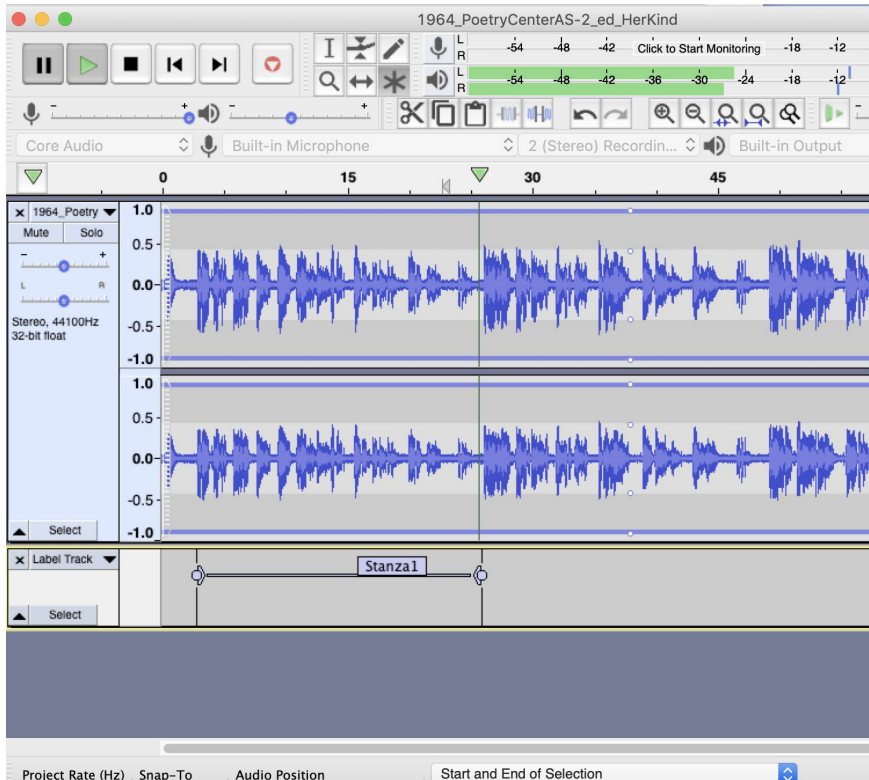 1964_PoetryCenterAS-2_ed_HerKind
L
R
-54 -48 -42 Click to Start Monitoring -18 -12
L
R
-54 -48 -42 -36 -30 -24 -18 -12
- + - + -
Core Audio Built-in Microphone 2 (Stereo) Recordin... Built-in Output
0 15 30 45
x 1964_Poetry 1.0
Mute Solo
0.5
- +
0.0
L R
Stereo, 44100Hz
32-bit float
-0.5
-1.0
1.0
0.5
0.0
-0.5
Select -1.0
x Label Track
Stanza1
Select
Project Rate (Hz) Snap-To Audio Position Start and End of Selection